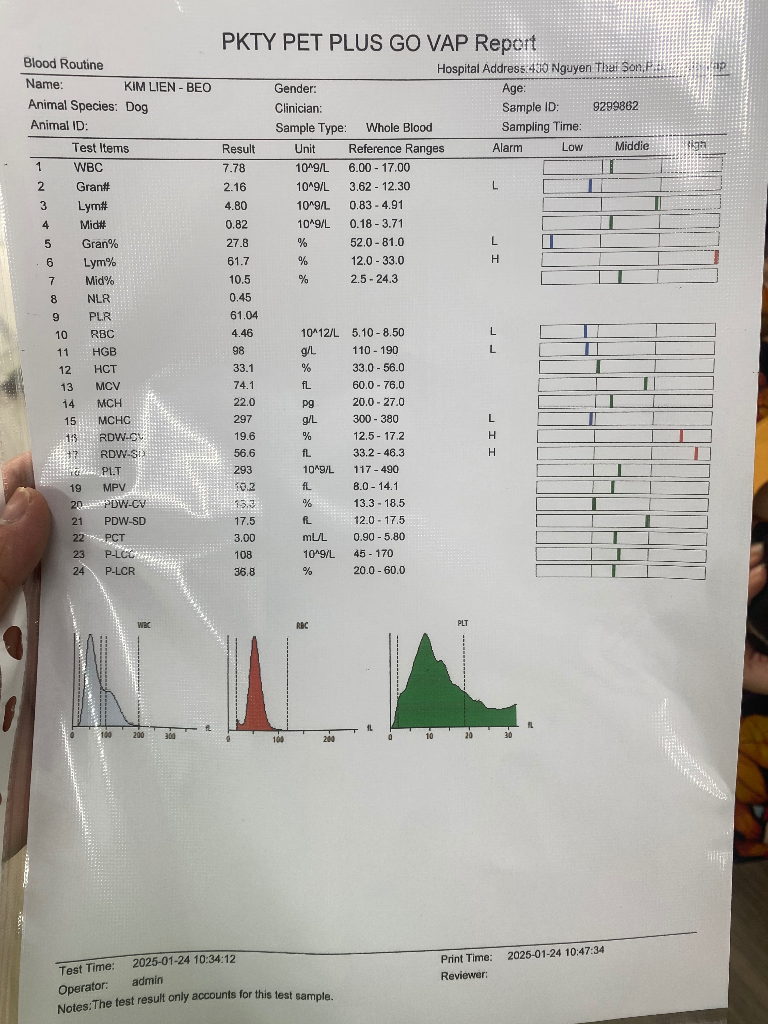 PKTY PET PLUS GO VAP Report
Blood Routine Hospital Address:430 Nguyen Thai Son,P.
Name: KIM LIEN - BEO Gender: Age:
Animal Species: Dog Clinician: Sample ID: 9299862
Animal ID: Sample Type: Whole Blood Sampling Time:
Test Items Result Unit Reference Ranges Alarm Low Middie High
1 WBC 7.78 10^9/L 6.00 - 17.00
2 Gran# 2.16 10^9/L 3.62 - 12.30 L
3 Lym# 4.80 10^9/L 0.83 - 4.91
4 Mid# 0.82 10^9/L 0.18 - 3.71
5 Gran% 27.8 % 52.0 - 81.0 L
6 Lym% 61.7 % 12.0 - 33.0 H
7 Mid% 10.5 % 2.5 - 24.3
8 NLR 0.45
9 PLR 61.04
10 RBC 4.46 10^12/L 5.10 - 8.50 L
11 HGB 98 g/L 110 - 190 L
12 HCT 33.1 % 33.0 - 56.0
13 MCV 74.1 fL 60.0 - 76.0
14 MCH 22.0 pg 20.0 - 27.0
15 MCHC 297 g/L 300 - 380 L
16 RDW-CV 19.6 % 12.5 - 17.2 H
17 RDW-SD 56.6 fL 33.2 - 46.3 H
18 PLT 293 10^9/L 117 - 490
19 MPV 10.2 fL 8.0 - 14.1
20 PDW-CV % 13.3 - 18.5
21 PDW-SD 17.5 fL 12.0 - 17.5
22 PCT 3.00 mL/L 0.90 - 5.80
23 P-LCC 108 10^9/L 45 - 170
24 P-LCR 36.8 % 20.0 - 60.0
WBC RBC PLT
0 100 200 300 fL 0 100 200 fL 0 10 20 30 fL
Test Time: 2025-01-24 10:34:12 Print Time: 2025-01-24 10:47:34
Operator: admin Reviewer:
Notes:The test result only accounts for this test sample.